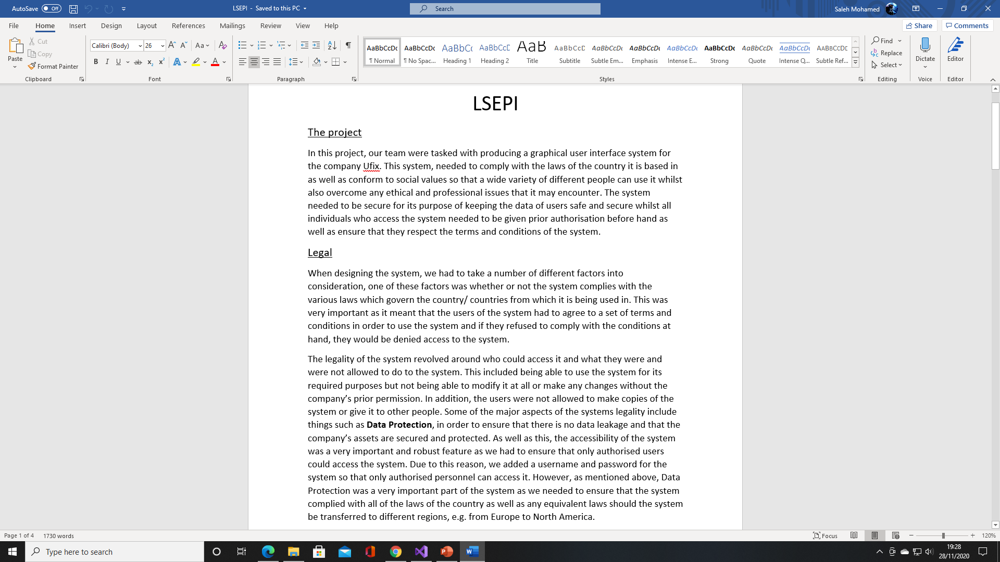 AutoSave Off LSEPI - Saved to this PC Search Saleh Mohamed
File Home Insert Design Layout References Mailings Review View Help Share Comments
Paste Cut Copy Format Painter Clipboard
Calibri (Body) 26 Font
Paragraph
AaBbCcDc AaBbCcDc AaBbCc AaBbCcD AaB AaBbCcD AaBbCcDc AaBbCcDc AaBbCcDc AaBbCcDc AaBbCcDc AaBbCcDc AaBbCcDc
¶ Normal ¶ No Spac... Heading 1 Heading 2 Title Subtitle Subtle Em... Emphasis Intense E... Strong Quote Intense Q... Subtle Ref...
Styles
Find Replace Select Editing
Dictate Voice
Editor Editor
LSEPI
The project
In this project, our team were tasked with producing a graphical user interface system for
the company Ufix. This system, needed to comply with the laws of the country it is based in
as well as conform to social values so that a wide variety of different people can use it whilst
also overcome any ethical and professional issues that it may encounter. The system
needed to be secure for its purpose of keeping the data of users safe and secure whilst all
individuals who access the system needed to be given prior authorisation before hand as
well as ensure that they respect the terms and conditions of the system.
Legal
When designing the system, we had to take a number of different factors into
consideration, one of these factors was whether or not the system complies with the
various laws which govern the country/ countries from which it is being used in. This was
very important as it meant that the users of the system had to agree to a set of terms and
conditions in order to use the system and if they refused to comply with the conditions at
hand, they would be denied access to the system.
The legality of the system revolved around who could access it and what they were and
were not allowed to do to the system. This included being able to use the system for its
required purposes but not being able to modify it at all or make any changes without the
company’s prior permission. In addition, the users were not allowed to make copies of the
system or give it to other people. Some of the major aspects of the systems legality include
things such as Data Protection, in order to ensure that there is no data leakage and that the
company’s assets are secured and protected. As well as this, the accessibility of the system
was a very important and robust feature as we had to ensure that only authorised users
could access the system. Due to this reason, we added a username and password for the
system so that only authorised personnel can access it. However, as mentioned above, Data
Protection was a very important part of the system as we needed to ensure that the system
complied with all of the laws of the country as well as any equivalent laws should the system
be transferred to different regions, e.g. from Europe to North America.
Page 1 of 4 1730 words Focus 120%
Type here to search 19:28
28/11/2020